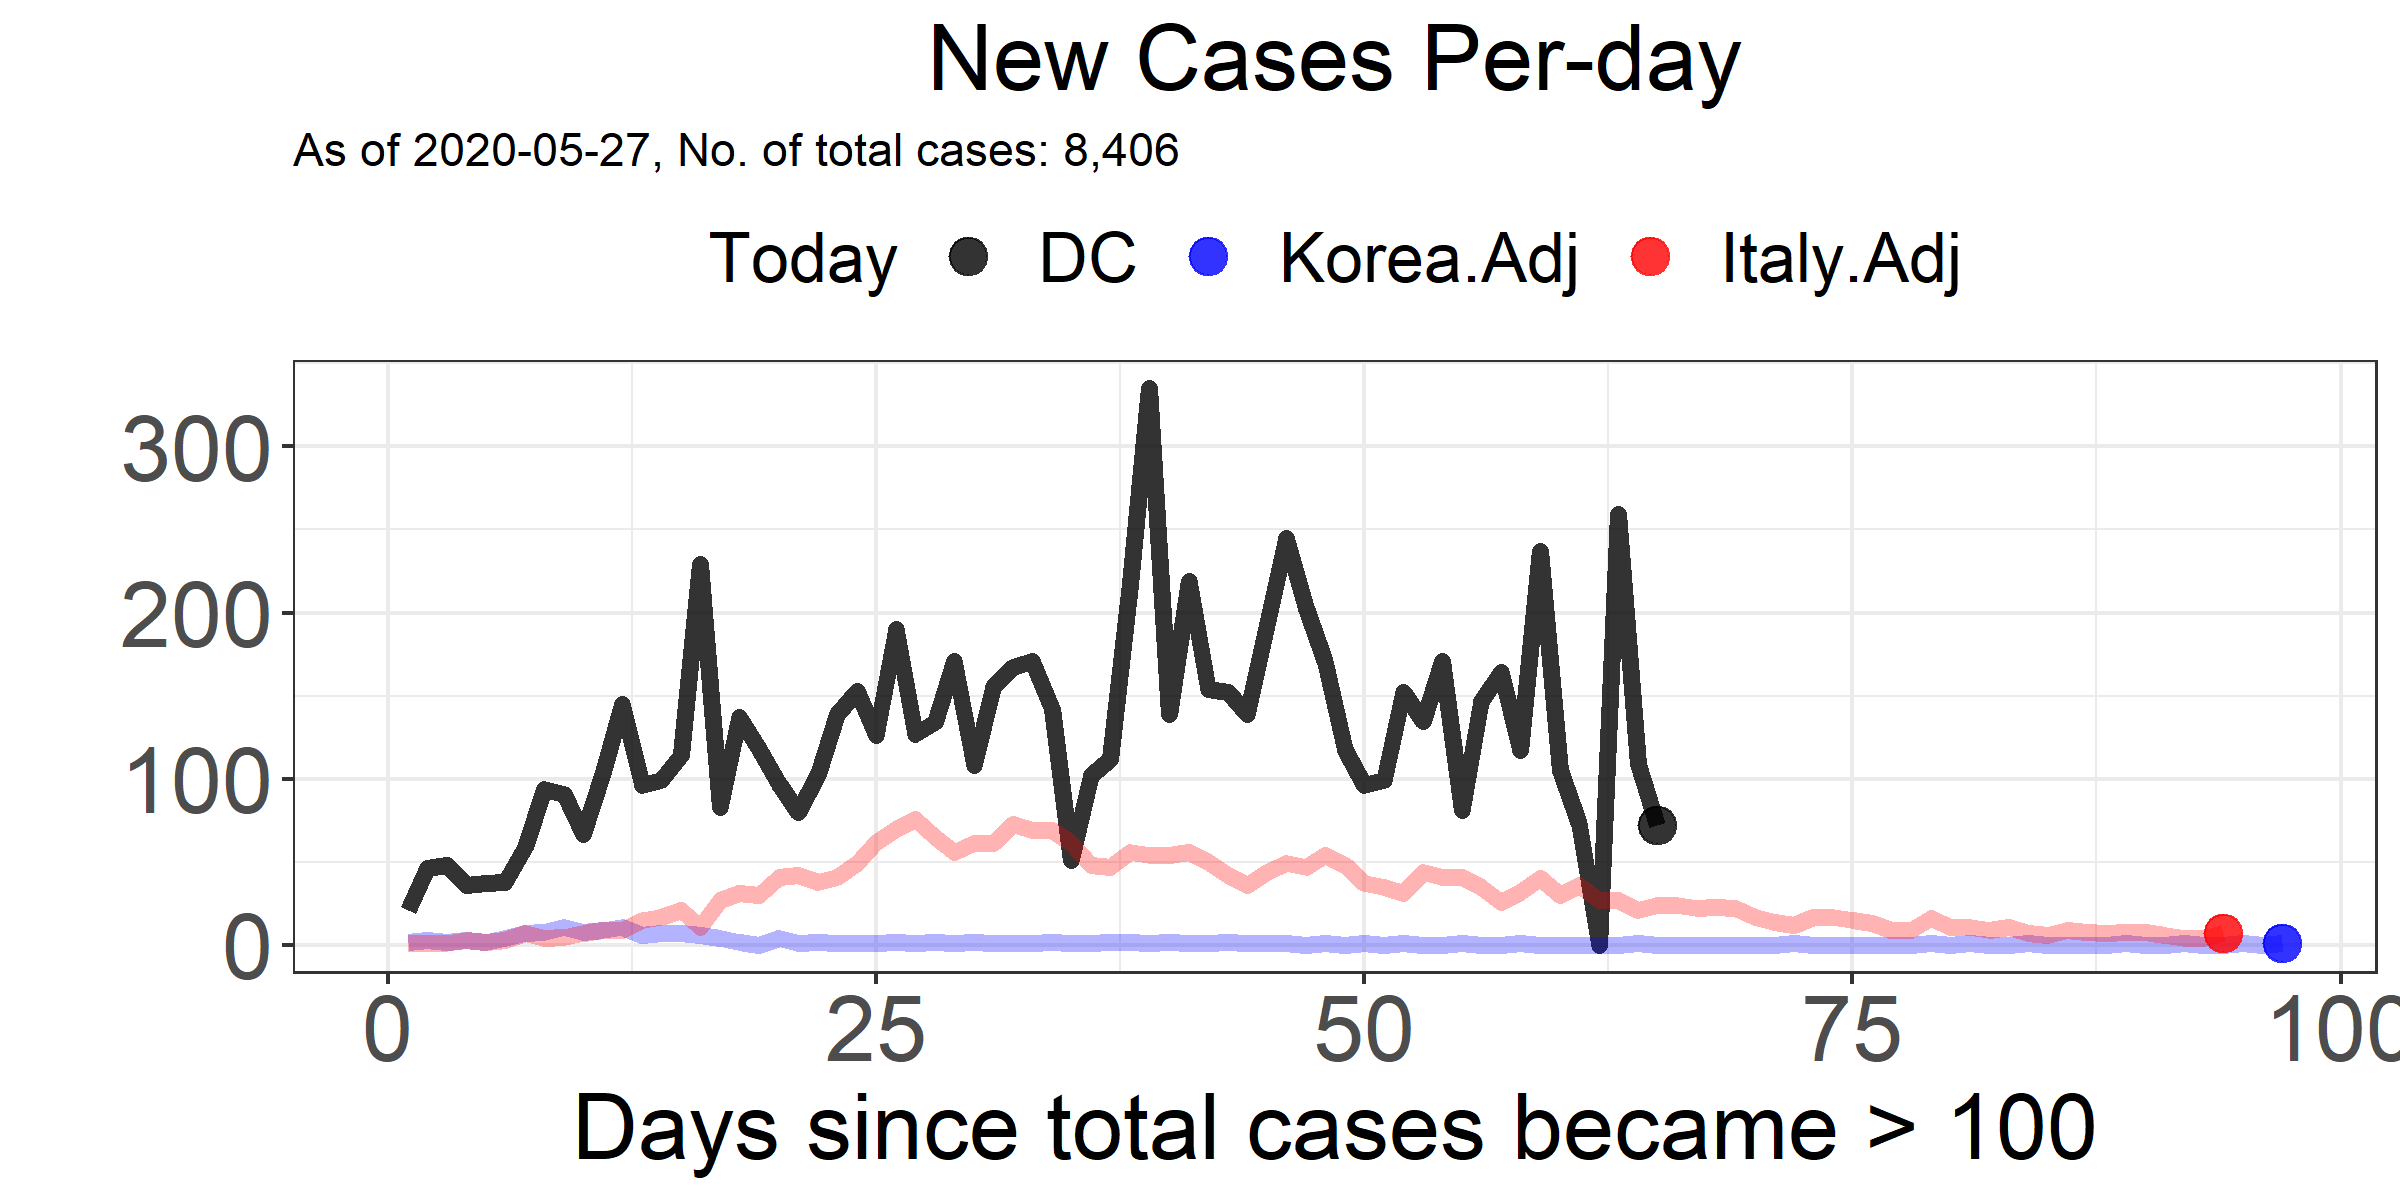 New Cases Per-day
As of 2020-05-27, No. of total cases: 8,406
Today DC Korea.Adj Italy.Adj
300
200
100
0
0 25 50 75 100
Days since total cases became > 100